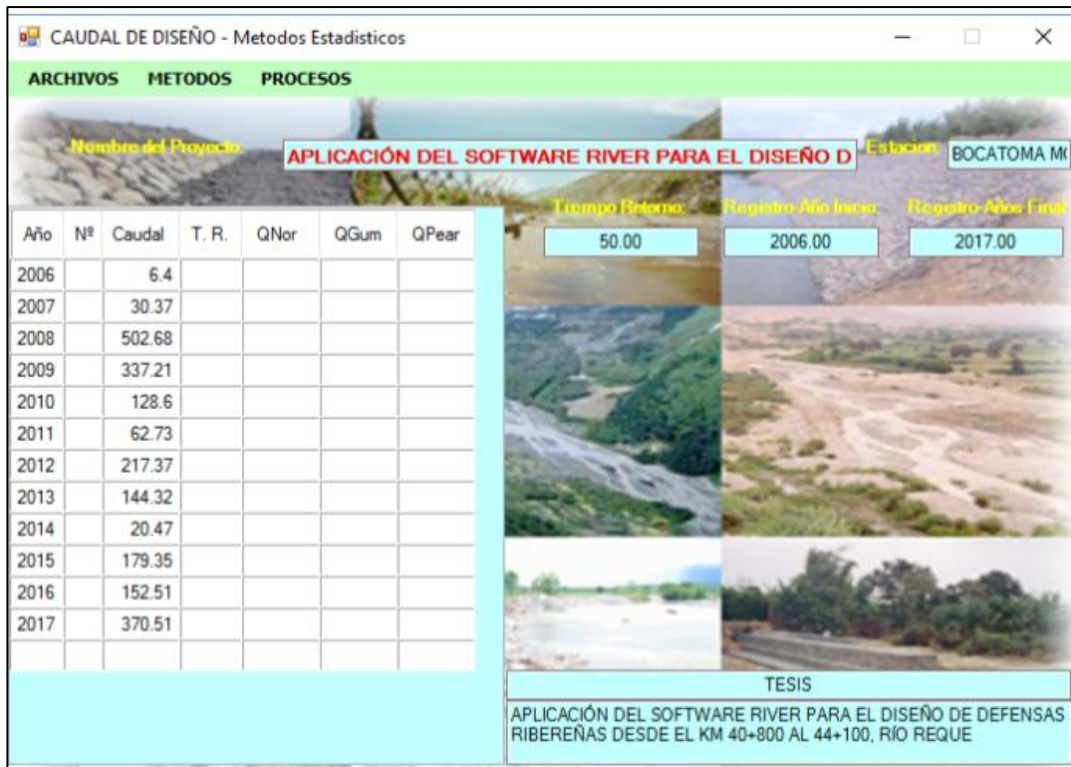 CAUDAL DE DISEÑO - Metodos Estadisticos
ARCHIVOS METODOS PROCESOS
Nombre del Proyecto:
APLICACIÓN DEL SOFTWARE RIVER PARA EL DISEÑO D
Estacion:
BOCATOMA
Tiempo Retorno: Registro-Año Inicio: Registro-Años Final
50.00 2006.00 2017.00
Año Nº Caudal T. R. QNor QGum QPear
2006 6.4
2007 30.37
2008 502.68
2009 337.21
2010 128.6
2011 62.73
2012 217.37
2013 144.32
2014 20.47
2015 179.35
2016 152.51
2017 370.51
TESIS
APLICACIÓN DEL SOFTWARE RIVER PARA EL DISEÑO DE DEFENSAS
RIBEREÑAS DESDE EL KM 40+800 AL 44+100, RÍO REQUE